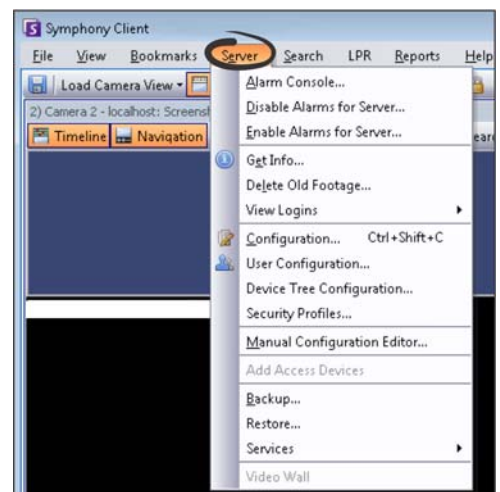 Symphony Client
File View Bookmarks Server Search LPR Reports Help
Load Camera View
2) Camera 2 - localhost: Screensh
Timeline Navigation
Alarm Console...
Disable Alarms for Server...
Enable Alarms for Server...
Get Info...
Delete Old Footage...
View Logins
Configuration... Ctrl+Shift+C
User Configuration...
Device Tree Configuration...
Security Profiles...
Manual Configuration Editor...
Add Access Devices
Backup...
Restore...
Services
Video Wall